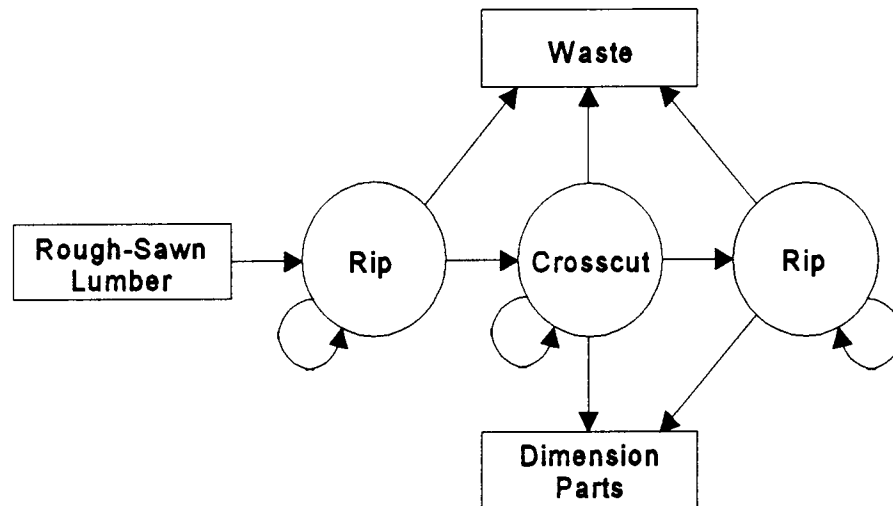 Waste
Rough-Sawn
Lumber
Rip
Crosscut
Rip
Dimension
Parts